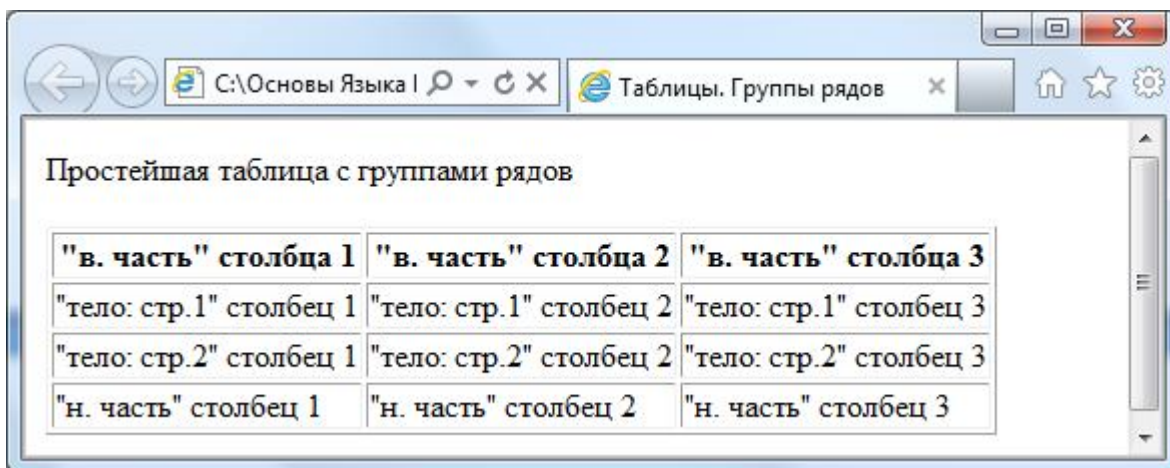 C:\Основы Языка
Таблицы. Группы рядов
Простейшая таблица с группами рядов
"в. часть" столбца 1 "в. часть" столбца 2 "в. часть" столбца 3
"тело: стр.1" столбец 1 "тело: стр.1" столбец 2 "тело: стр.1" столбец 3
"тело: стр.2" столбец 1 "тело: стр.2" столбец 2 "тело: стр.2" столбец 3
"н. часть" столбец 1 "н. часть" столбец 2 "н. часть" столбец 3